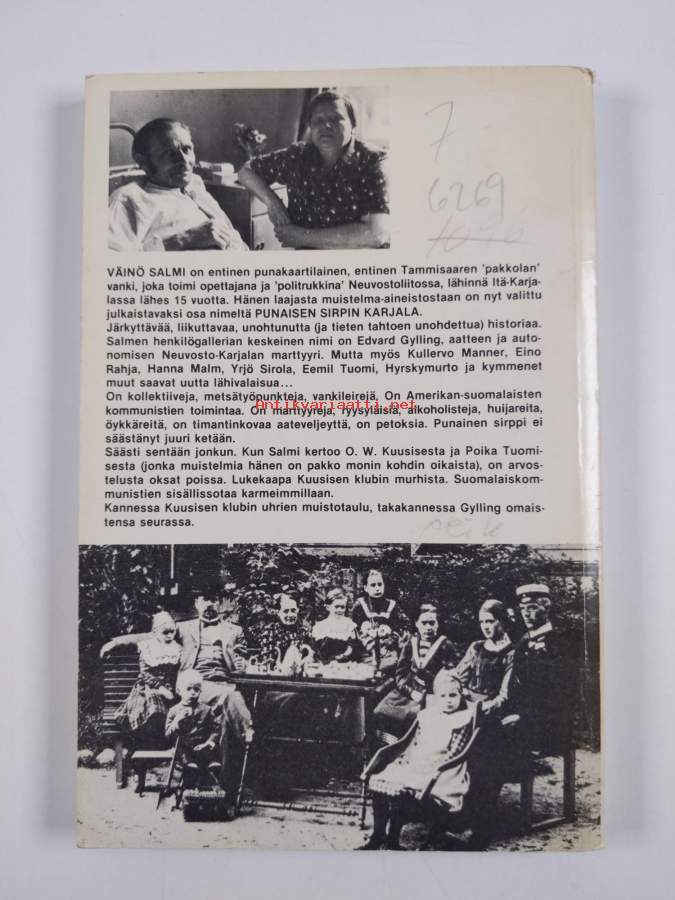 7
6269
VÄINÖ SALMI on entinen punakaartilainen, entinen Tammisaaren 'pakkolan'
vanki, joka toimi opettajana ja 'politrukkina' Neuvostoliitossa, lähinnä Itä-Karja-
lassa lähes 15 vuotta. Hänen laajasta muistelma-aineistostaan on nyt valittu
julkaistavaksi osa nimeltä PUNAISEN SIRPIN KARJALA.
Järkyttävää, liikuttavaa, unohtunutta (ja tieten tahtoen unohdettua) historiaa.
Salmen henkilögallerian keskeinen nimi on Edvard Gylling, aatteen ja auto-
nomisen Neuvosto-Karjalan marttyyri. Mutta myös Kullervo Manner, Eino
Rahja, Hanna Malm, Yrjö Sirola, Eemil Tuomi, Hyrskymurto ja kymmenet
muut saavat uutta lähivalaisua...
On kollektiiveja, metsätyöpunkteja, vankileirejä. On Amerikan-suomalaisten
kommunistien toimintaa. On marttyyreja, ryysyläisiä, alkoholisteja, huijareita,
öykkäreitä, on timantinkovaa aateveljeyttä, on petoksia. Punainen sirppi ei
säästänyt juuri ketään.
Säästi sentään jonkun. Kun Salmi kertoo O. W. Kuusisesta ja Poika Tuomi-
sesta (jonka muistelmia hänen on pakko monin kohdin oikaista), on arvos-
telusta oksat poissa. Lukekaapa Kuusisen klubin murhista. Suomalaiskom-
munistien sisällissotaa karmeimmillaan.
Kannessa Kuusisen klubin uhrien muistotaulu, takakannessa Gylling omais-
tensa seurassa.
Antikvariaatti.net